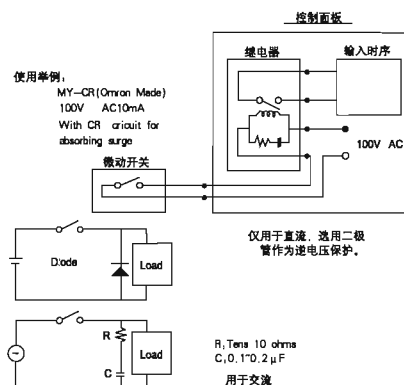 控制面板
继电器
输入时序
使用举例:
MY-CR(Omron Made)
100V AC10mA
With CR cricuit for
absorbing surge
微动开关
100V AC
仅用于直流、选用二极
管作为逆电压保护。
Diode
Load
R
C
Load
R,Tens 10 ohms
C,0.1~0.2μF
用于交流